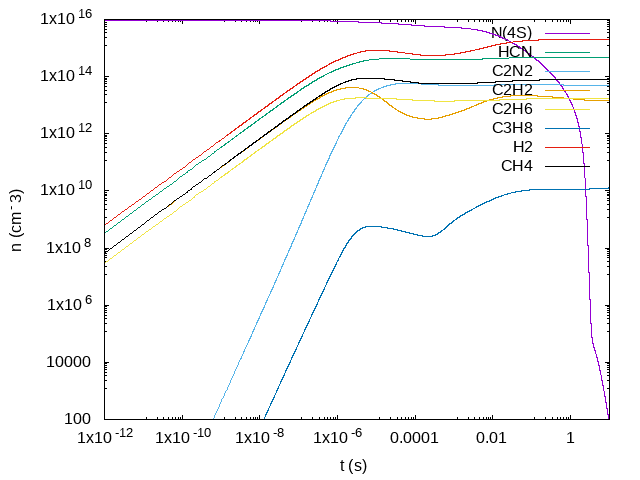 1x10^16
1x10^14
1x10^12
1x10^10
1x10^8
1x10^6
10000
100
n (cm^-3)
1x10^-12
1x10^-10
1x10^-8
1x10^-6
0.0001
0.01
1
t (s)
N(4S)
HCN
C2N2
C2H2
C2H6
C3H8
H2
CH4